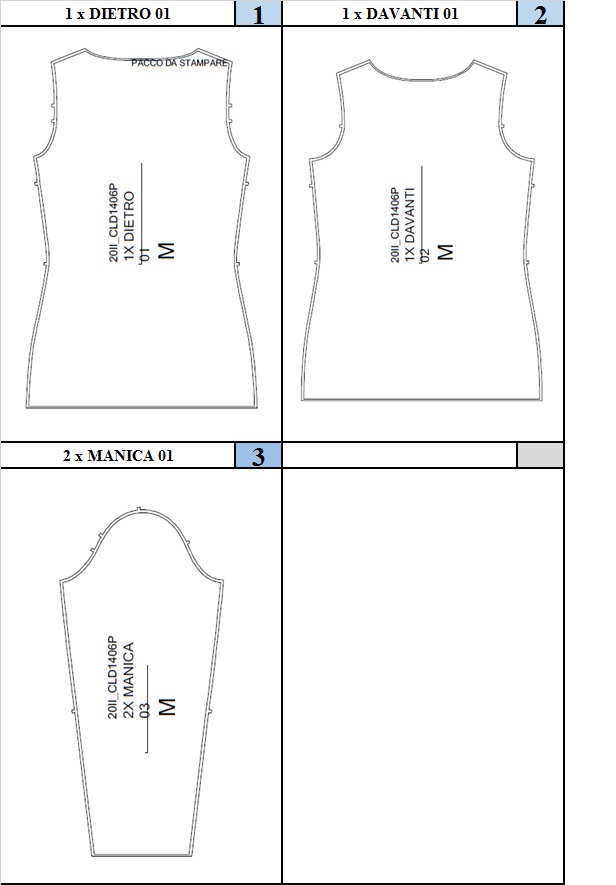 1 x DIETRO 01
1
PACCO DA STAMPARE
20II_CLD1406P
1X DIETRO
01
M
1 x DAVANTI 01
2
20II_CLD1406P
1X DAVANTI
02
M
2 x MANICA 01
3
20II_CLD1406P
2X MANICA
03
M